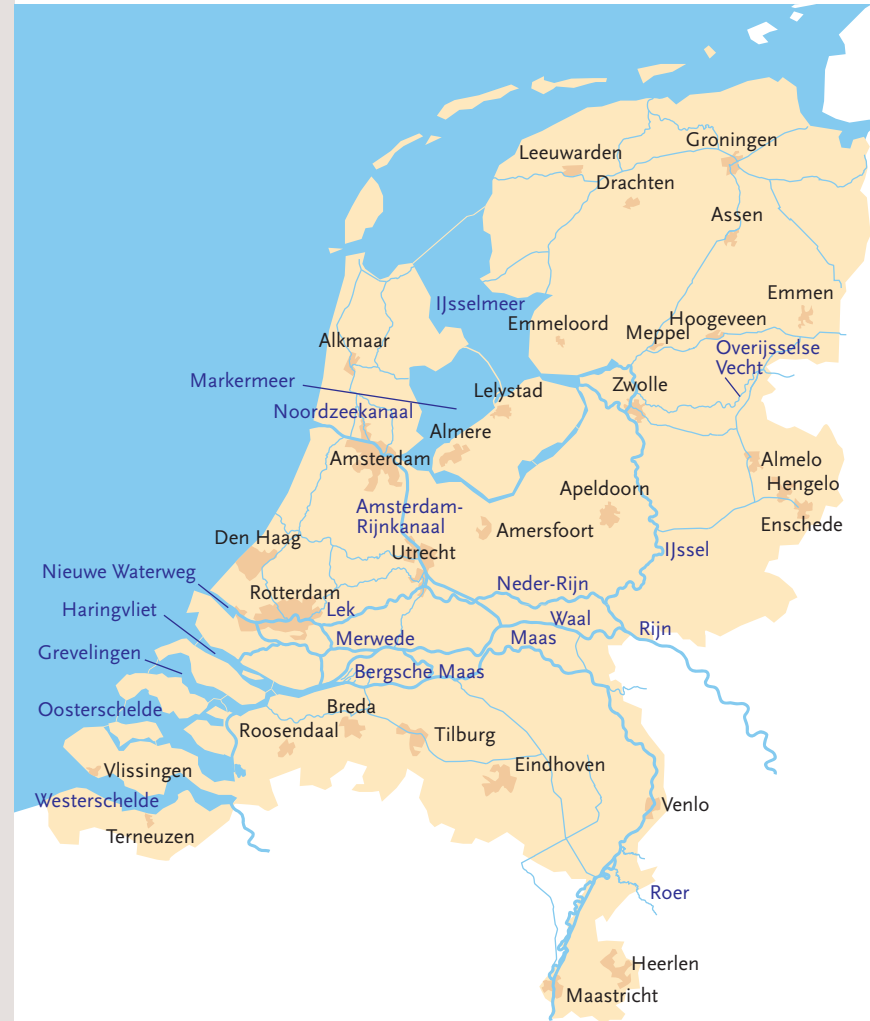 Groningen
Leeuwarden
Drachten
Assen
Emmen
IJsselmeer
Hoogeveen
Emmeloord
Meppel
Alkmaar
Overijsselse
Vecht
Markermeer
Zwolle
Lelystad
Noordzeekanaal
Almere
Amsterdam
Almelo
Hengelo
Apeldoorn
Amsterdam-
Rijnkanaal
Enschede
Amersfoort
Den Haag
Utrecht
IJssel
Nieuwe Waterweg
Neder-Rijn
Rotterdam
Haringvliet
Lek
Waal
Rijn
Merwede
Maas
Grevelingen
Bergsche Maas
Oosterschelde
Breda
Roosendaal
Tilburg
Eindhoven
Vlissingen
Westerschelde
Venlo
Terneuzen
Roer
Heerlen
Maastricht